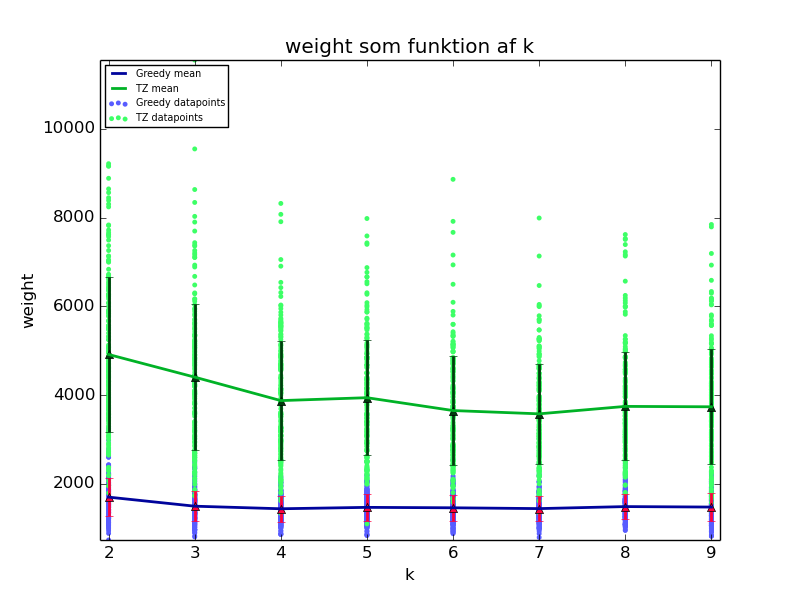 weight som funktion af k
Greedy mean
TZ mean
Greedy datapoints
TZ datapoints
10000
8000
6000
4000
2000
weight
2 3 4 5 6 7 8 9
k